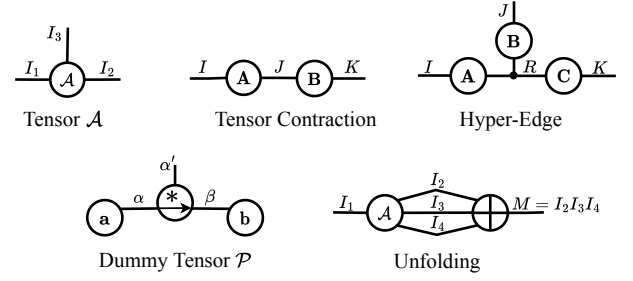 I₃
I₁ 𝒜 I₂
Tensor 𝒜
I A J B K
Tensor Contraction
J
B
I A R C K
Hyper-Edge
α′
a α * β b
Dummy Tensor 𝒫
I₂
I₁ 𝒜 I₃ M = I₂I₃I₄
I₄
Unfolding